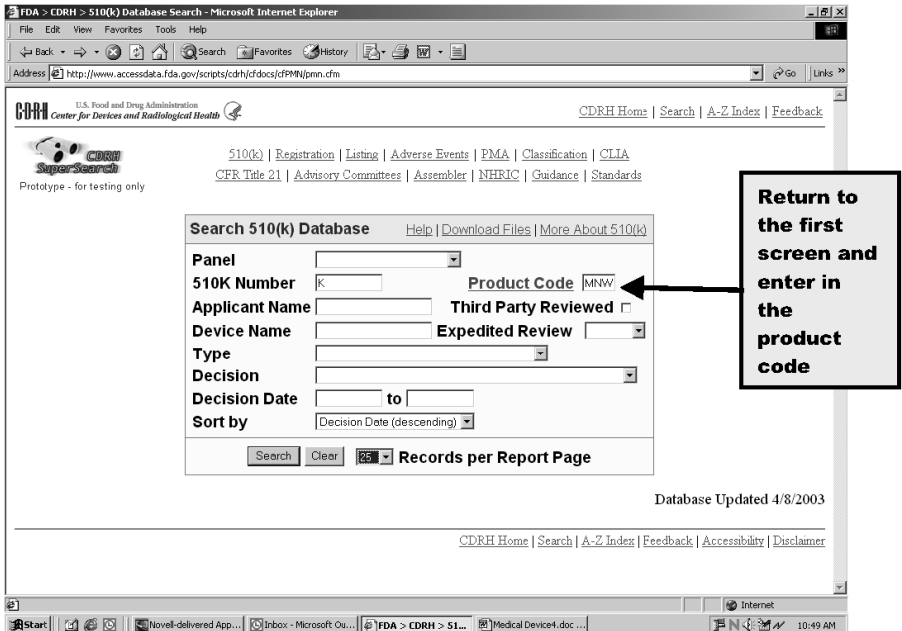 FDA > CDRH > 510(k) Database Search - Microsoft Internet Explorer
File Edit View Favorites Tools Help
Back Search Favorites History
Address http://www.accessdata.fda.gov/scripts/cdrh/cfdocs/cfPMN/pmn.cfm Go Links »
CDRH U.S. Food and Drug Administration
Center for Devices and Radiological Health
CDRH Home | Search | A-Z Index | Feedback
CDRH
SuperSearch
Prototype - for testing only
510(k) | Registration | Listing | Adverse Events | PMA | Classification | CLIA
CFR Title 21 | Advisory Committees | Assembler | NHRIC | Guidance | Standards
Search 510(k) Database Help | Download Files | More About 510(k)
Panel
510K Number K Product Code MNW
Applicant Name Third Party Reviewed
Device Name Expedited Review
Type
Decision
Decision Date to
Sort by Decision Date (descending)
Search Clear 25 Records per Report Page
Return to
the first
screen and
enter in
the
product
code
Database Updated 4/8/2003
CDRH Home | Search | A-Z Index | Feedback | Accessibility | Disclaimer
Internet
Start Novell-delivered App... Inbox - Microsoft Ou... FDA > CDRH > 51... Medical Device4.doc ... 10:49 AM